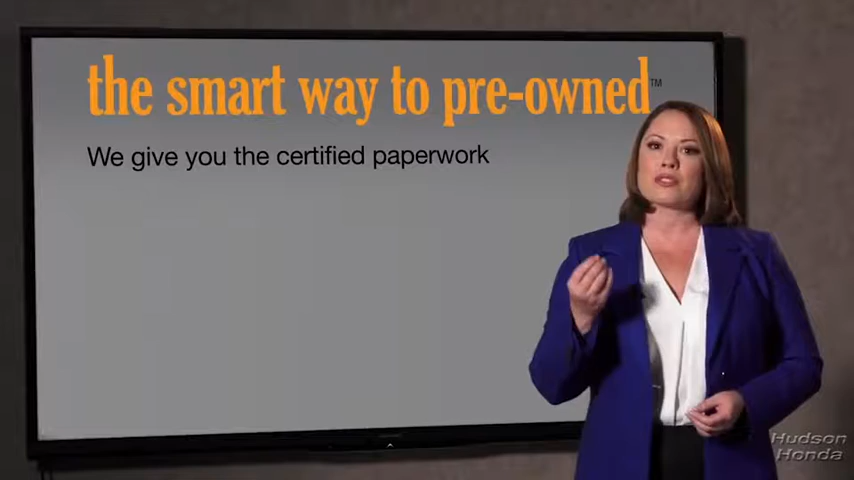 the smart way to pre-owned™
We give you the certified paperwork
Hudson
Honda